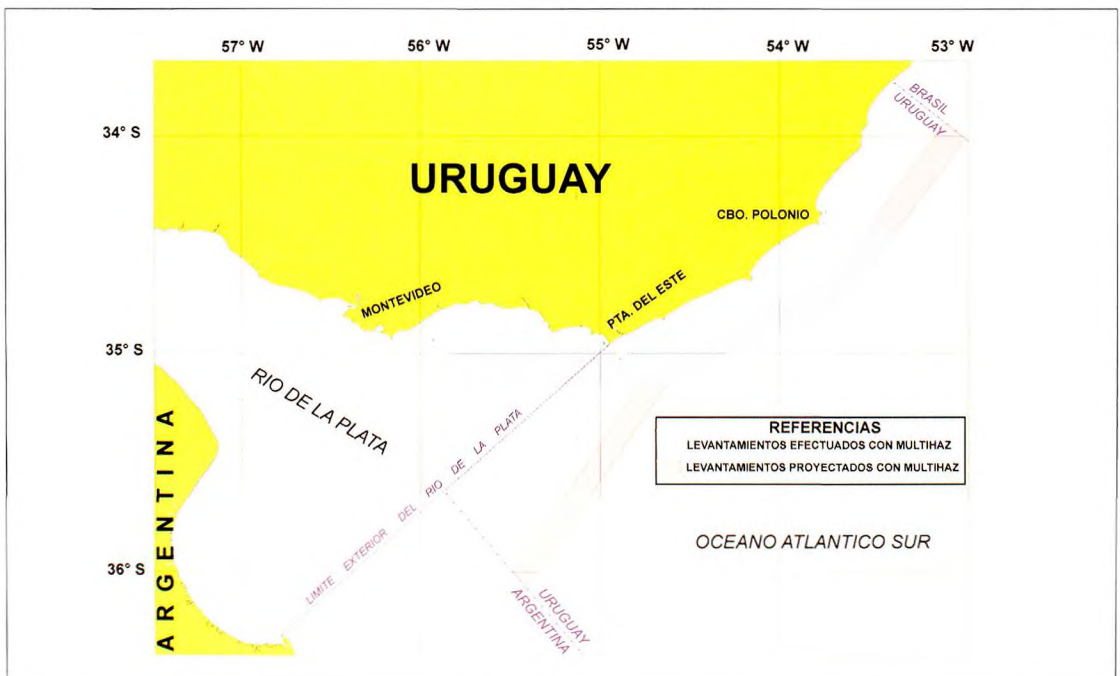 57° W
56° W
55° W
54° W
53° W
BRASIL
URUGUAY
34° S
URUGUAY
CBO. POLONIO
MONTEVIDEO
PTA. DEL ESTE
35° S
RIO DE LA PLATA
REFERENCIAS
LEVANTAMIENTOS EFECTUADOS CON MULTIHAZ
LEVANTAMIENTOS PROYECTADOS CON MULTIHAZ
LIMITE EXTERIOR DEL RIO DE LA PLATA
ARGENTINA
OCEANO ATLANTICO SUR
36° S
URUGUAY
ARGENTINA